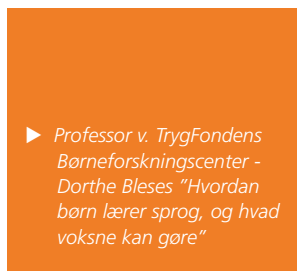 ▶ Professor v. TrygFondens
Børneforskningscenter -
Dorthe Bleses ”Hvordan
børn lærer sprog, og hvad
voksne kan gøre”